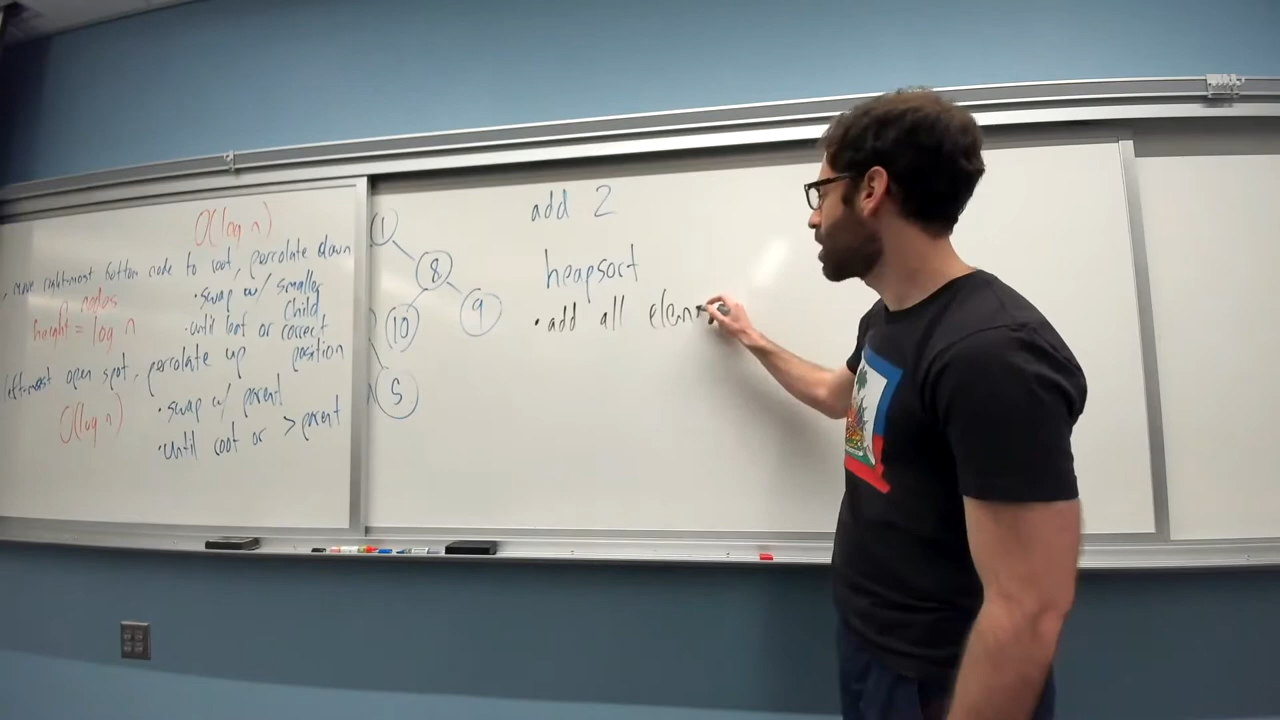 O(log n)
, move right-most bottom node to root, percolate down
• swap w/ smaller
child
• until leaf or correct
position
n nodes
height = log n
left-most open spot, percolate up
• swap w/ parent
• until root or > parent
O(log n)
1
8
10
9
5
add 2
heapsort
• add all elem